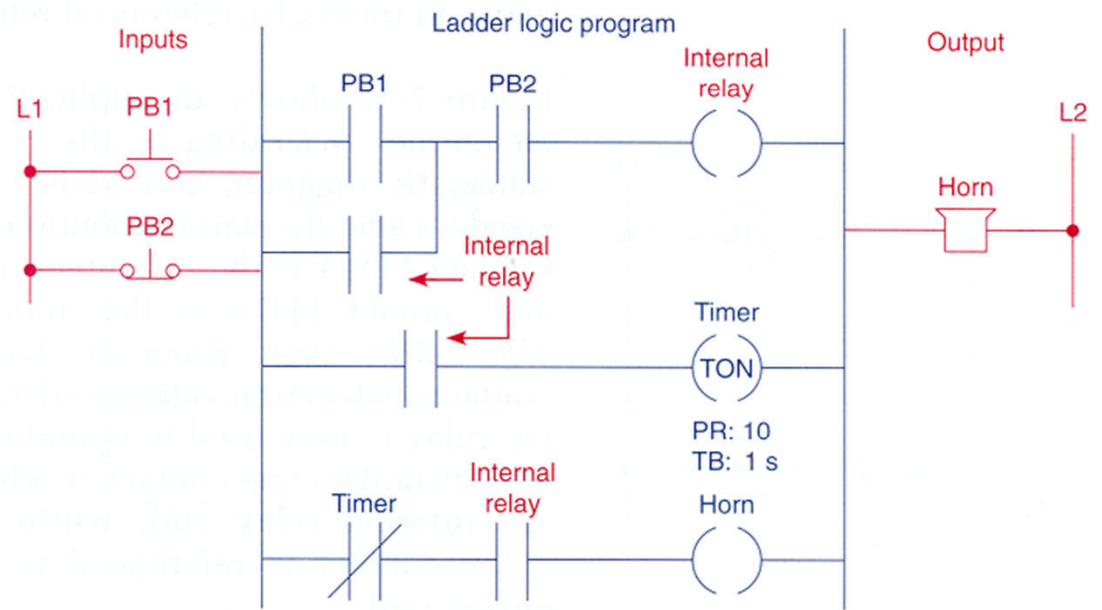 Ladder logic program
Inputs
Output
Internal
relay
PB1
PB2
L1
PB1
L2
Horn
PB2
Internal
relay
Timer
TON
PR: 10
TB: 1 s
Internal
relay
Timer
Horn